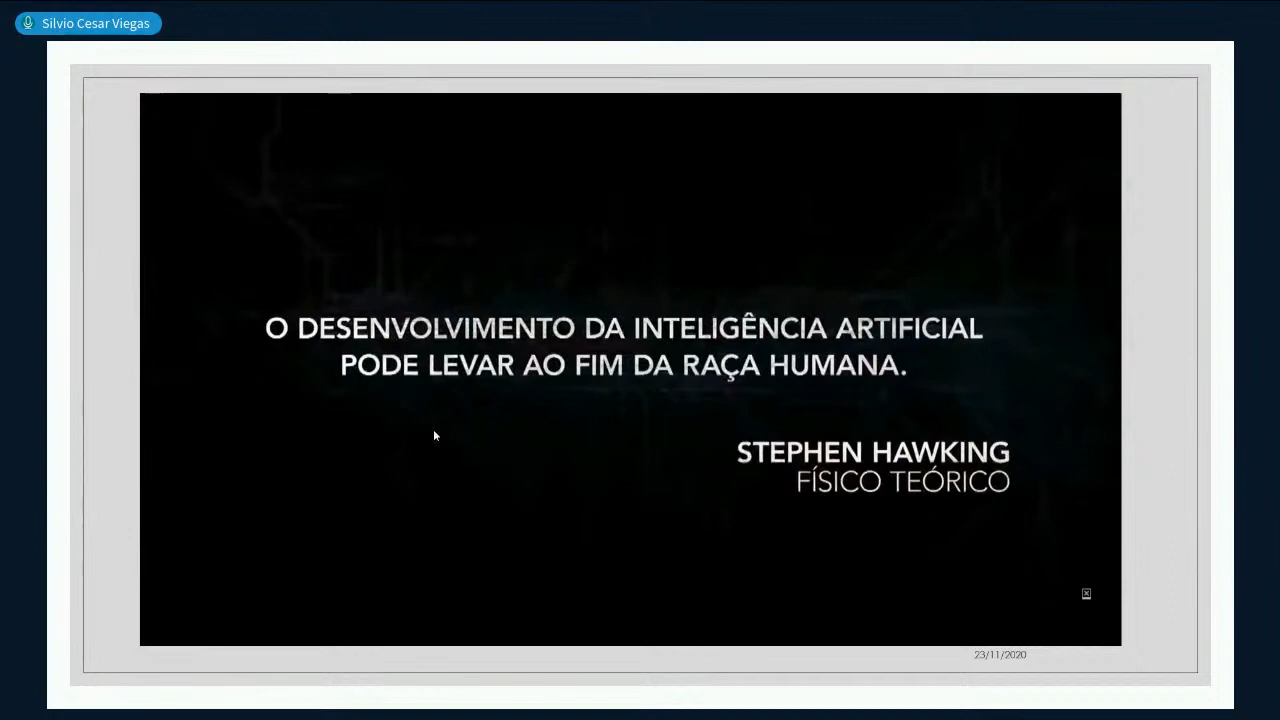 Silvio Cesar Viegas
O DESENVOLVIMENTO DA INTELIGÊNCIA ARTIFICIAL
PODE LEVAR AO FIM DA RAÇA HUMANA.
STEPHEN HAWKING
FÍSICO TEÓRICO
23/11/2020